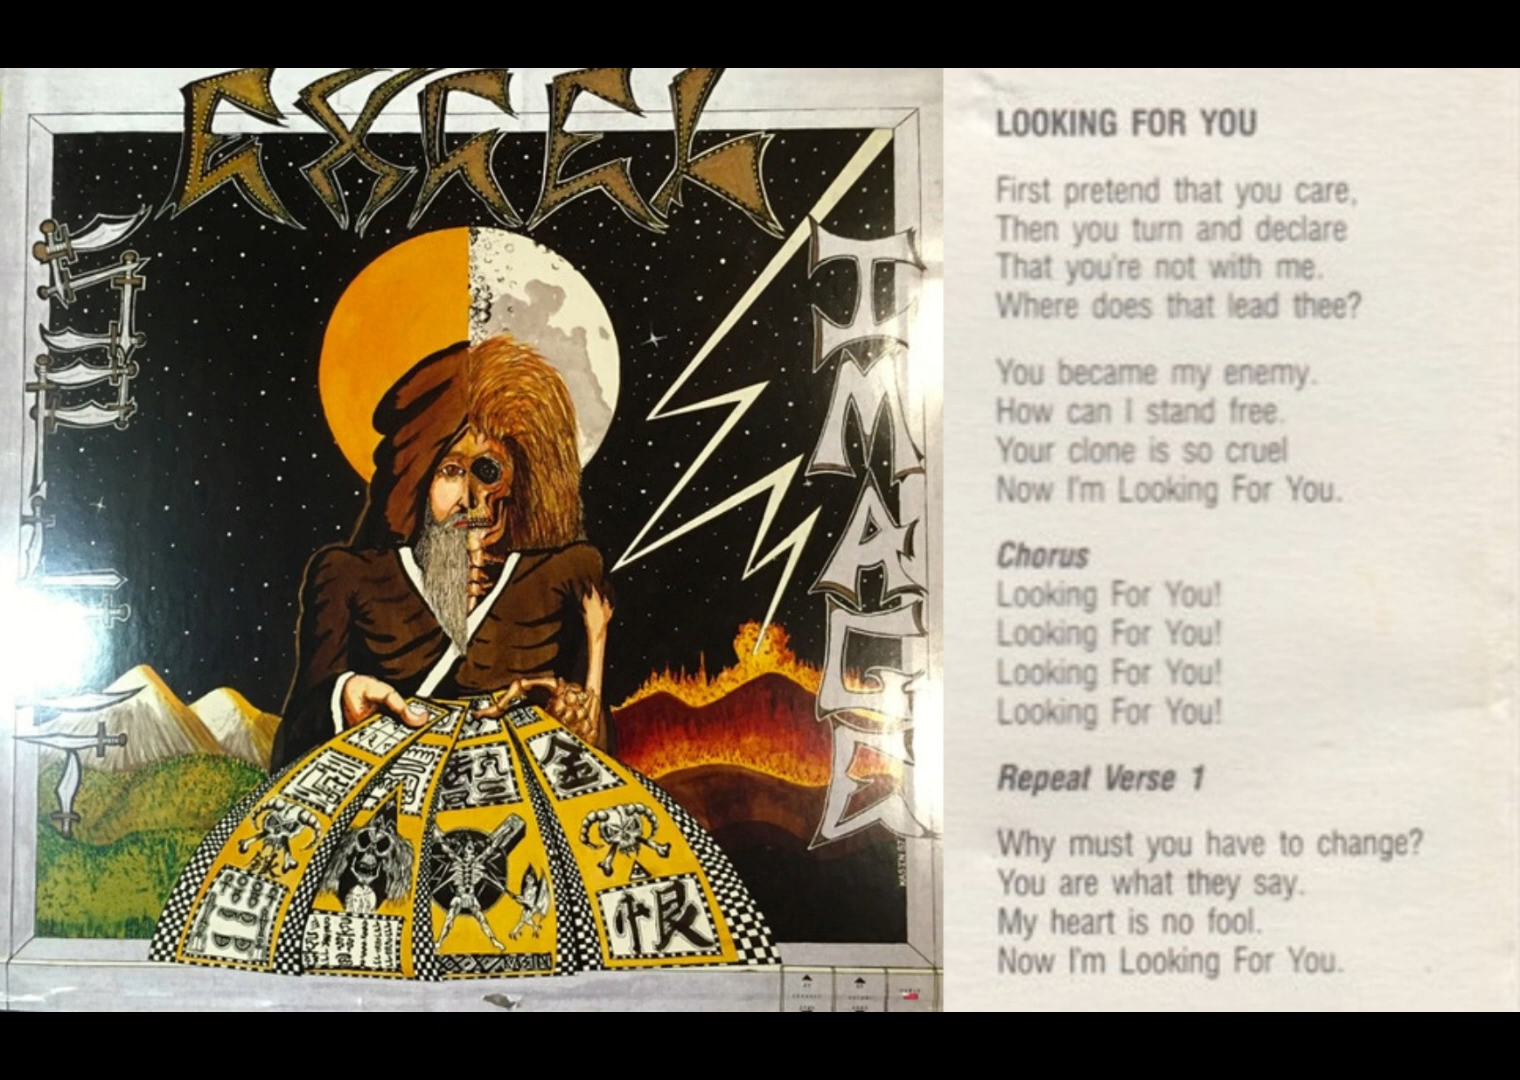 EXCEL
SPLIT
IMAGE
金
恨
LOOKING FOR YOU
First pretend that you care,
Then you turn and declare
That you're not with me.
Where does that lead thee?
You became my enemy.
How can I stand free.
Your clone is so cruel
Now I'm Looking For You.
Chorus
Looking For You!
Looking For You!
Looking For You!
Looking For You!
Repeat Verse 1
Why must you have to change?
You are what they say.
My heart is no fool.
Now I'm Looking For You.